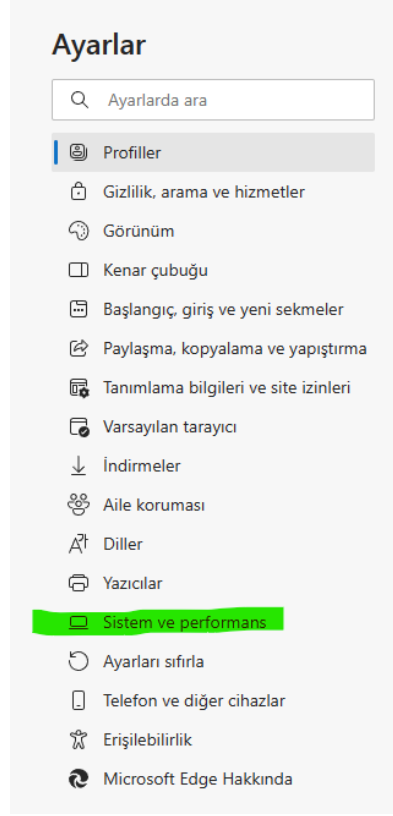 Ayarlar
Ayarlarda ara
Profiller
Gizlilik, arama ve hizmetler
Görünüm
Kenar çubuğu
Başlangıç, giriş ve yeni sekmeler
Paylaşma, kopyalama ve yapıştırma
Tanımlama bilgileri ve site izinleri
Varsayılan tarayıcı
İndirmeler
Aile koruması
Diller
Yazıcılar
Sistem ve performans
Ayarları sıfırla
Telefon ve diğer cihazlar
Erişilebilirlik
Microsoft Edge Hakkında